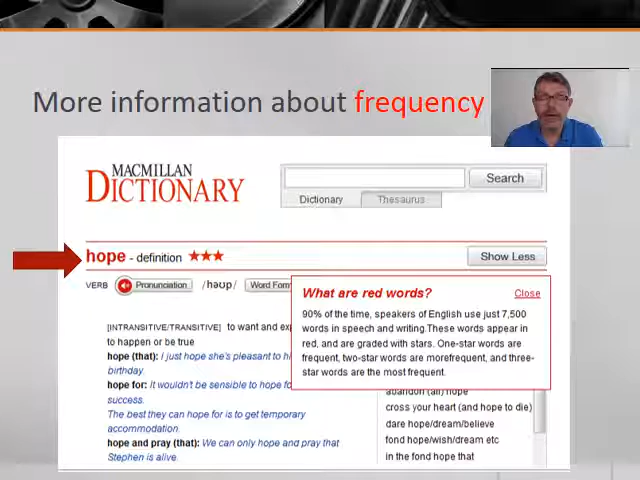 More information about frequency
MACMILLAN
DICTIONARY
Search
Dictionary
Thesaurus
hope - definition ★★★
Show Less
VERB
Pronunciation
/həʊp/
Word Form
What are red words?
Close
90% of the time, speakers of English use just 7,500
words in speech and writing.These words appear in
red, and are graded with stars. One-star words are
frequent, two-star words are morefrequent, and three-
star words are the most frequent.
[INTRANSITIVE/TRANSITIVE] to want and
to happen or be true
hope (that): I just hope she's pleasant to
birthday.
hope for: It wouldn't be sensible to hope
success.
The best they can hope for is to get temporary
accommodation.
hope and pray (that): We can only hope and pray that
Stephen is alive.
abandon (all) hope
cross your heart (and hope to die)
dare hope/dream/believe
fond hope/wish/dream etc
in the fond hope that